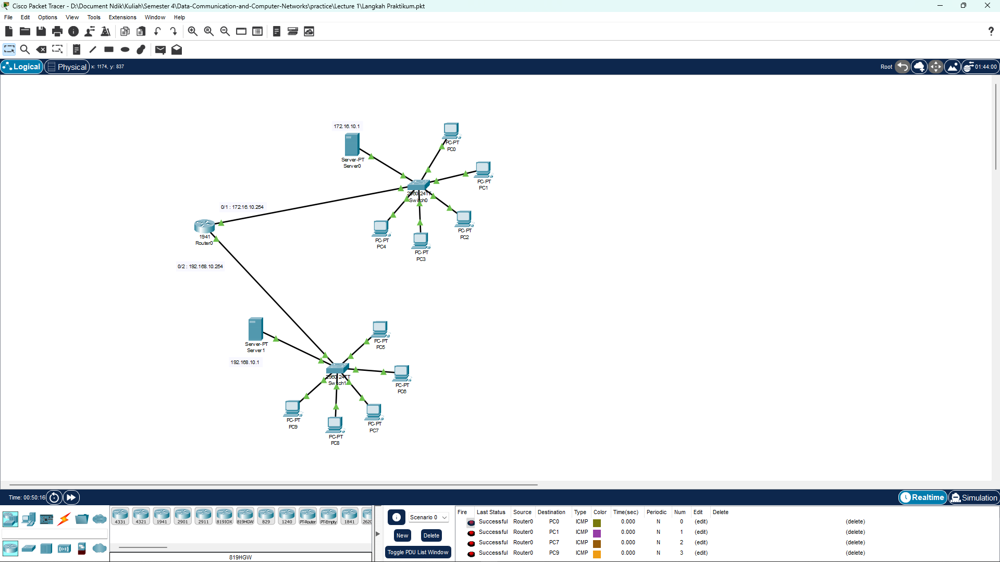 Cisco Packet Tracer - D:\Document Ndik\Kuliah\Semester 4\Data-Communication-and-Computer-Networks\practice\Lecture 1\Langkah Praktikum.pkt
File Edit Options View Tools Extensions Window Help
Logical Physical x: 1174, y: 837 Root 01:44:00
172.16.10.1
PC-PT
PC0
Server-PT
Server0
PC-PT
PC1
2960-24TT
Switch0
0/1 : 172.16.10.254
1941
Router0
PC-PT
PC2
PC-PT
PC4
PC-PT
PC3
0/2 : 192.168.10.254
Server-PT
Server1
192.168.10.1
PC-PT
PC5
2960-24TT
Switch1
PC-PT
PC6
PC-PT
PC9
PC-PT
PC7
PC-PT
PC8
Time: 00:50:16 Realtime Simulation
4331 4321 1941 2901 2911 819IOX 819HGW 829 1240 PT-Router PT-Empty 1841 2620
819HGW
Scenario 0
New Delete
Toggle PDU List Window
Fire Last Status Source Destination Type Color Time(sec) Periodic Num Edit Delete
Successful Router0 PC0 ICMP 0.000 N 0 (edit) (delete)
Successful Router0 PC1 ICMP 0.000 N 1 (edit) (delete)
Successful Router0 PC7 ICMP 0.000 N 2 (edit) (delete)
Successful Router0 PC9 ICMP 0.000 N 3 (edit) (delete)